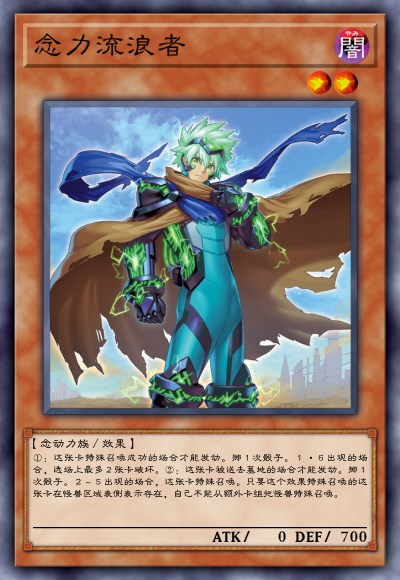 念力流浪者
やみ
闇
【念动力族/效果】
①：这张卡特殊召唤成功的场合才能发动。掷1次骰子。1・6出现的场
合，选场上最多2张卡破坏。②：这张卡被送去墓地的场合才能发动。掷1
次骰子。2～5出现的场合，这张卡特殊召唤。只要这个效果特殊召唤的这
张卡在怪兽区域表侧表示存在，自己不能从额外卡组把怪兽特殊召唤。
ATK/ 0 DEF/ 700